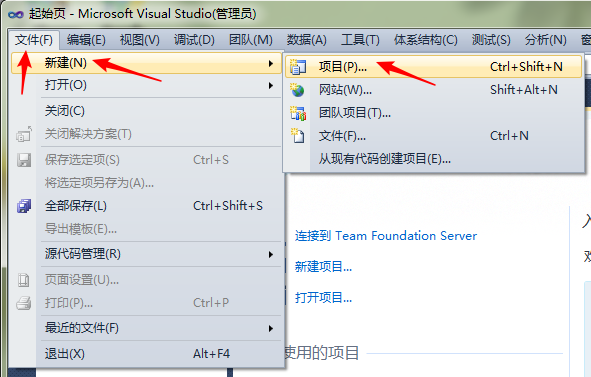 起始页 - Microsoft Visual Studio(管理员)
文件(F) 编辑(E) 视图(V) 调试(D) 团队(M) 数据(A) 工具(T) 体系结构(C) 测试(S) 分析(N)
新建(N)
打开(O)
关闭(C)
关闭解决方案(T)
保存选定项(S) Ctrl+S
将选定项另存为(A)...
全部保存(L) Ctrl+Shift+S
导出模板(E)...
源代码管理(R)
页面设置(U)...
打印(P)... Ctrl+P
最近的文件(F)
退出(X) Alt+F4
项目(P)... Ctrl+Shift+N
网站(W)... Shift+Alt+N
团队项目(T)...
文件(F)... Ctrl+N
从现有代码创建项目(E)...
连接到 Team Foundation Server
新建项目...
打开项目...
使用的项目